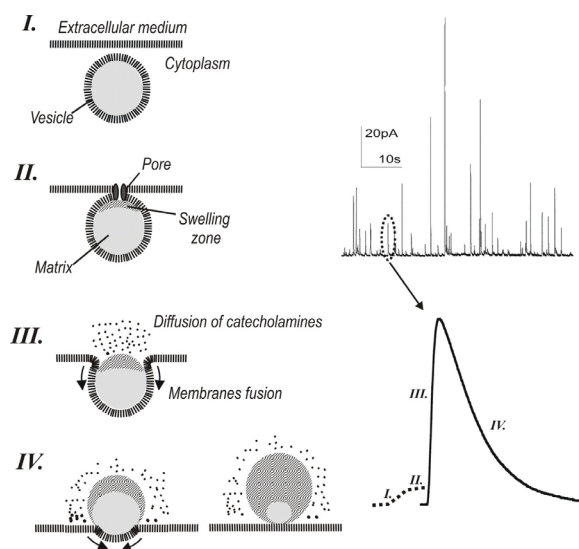 I.
Extracellular medium
Cytoplasm
Vesicle
II.
Pore
Swelling
zone
Matrix
III.
Diffusion of catecholamines
Membranes fusion
IV.
20pA
10s
III.
IV.
I.
II.